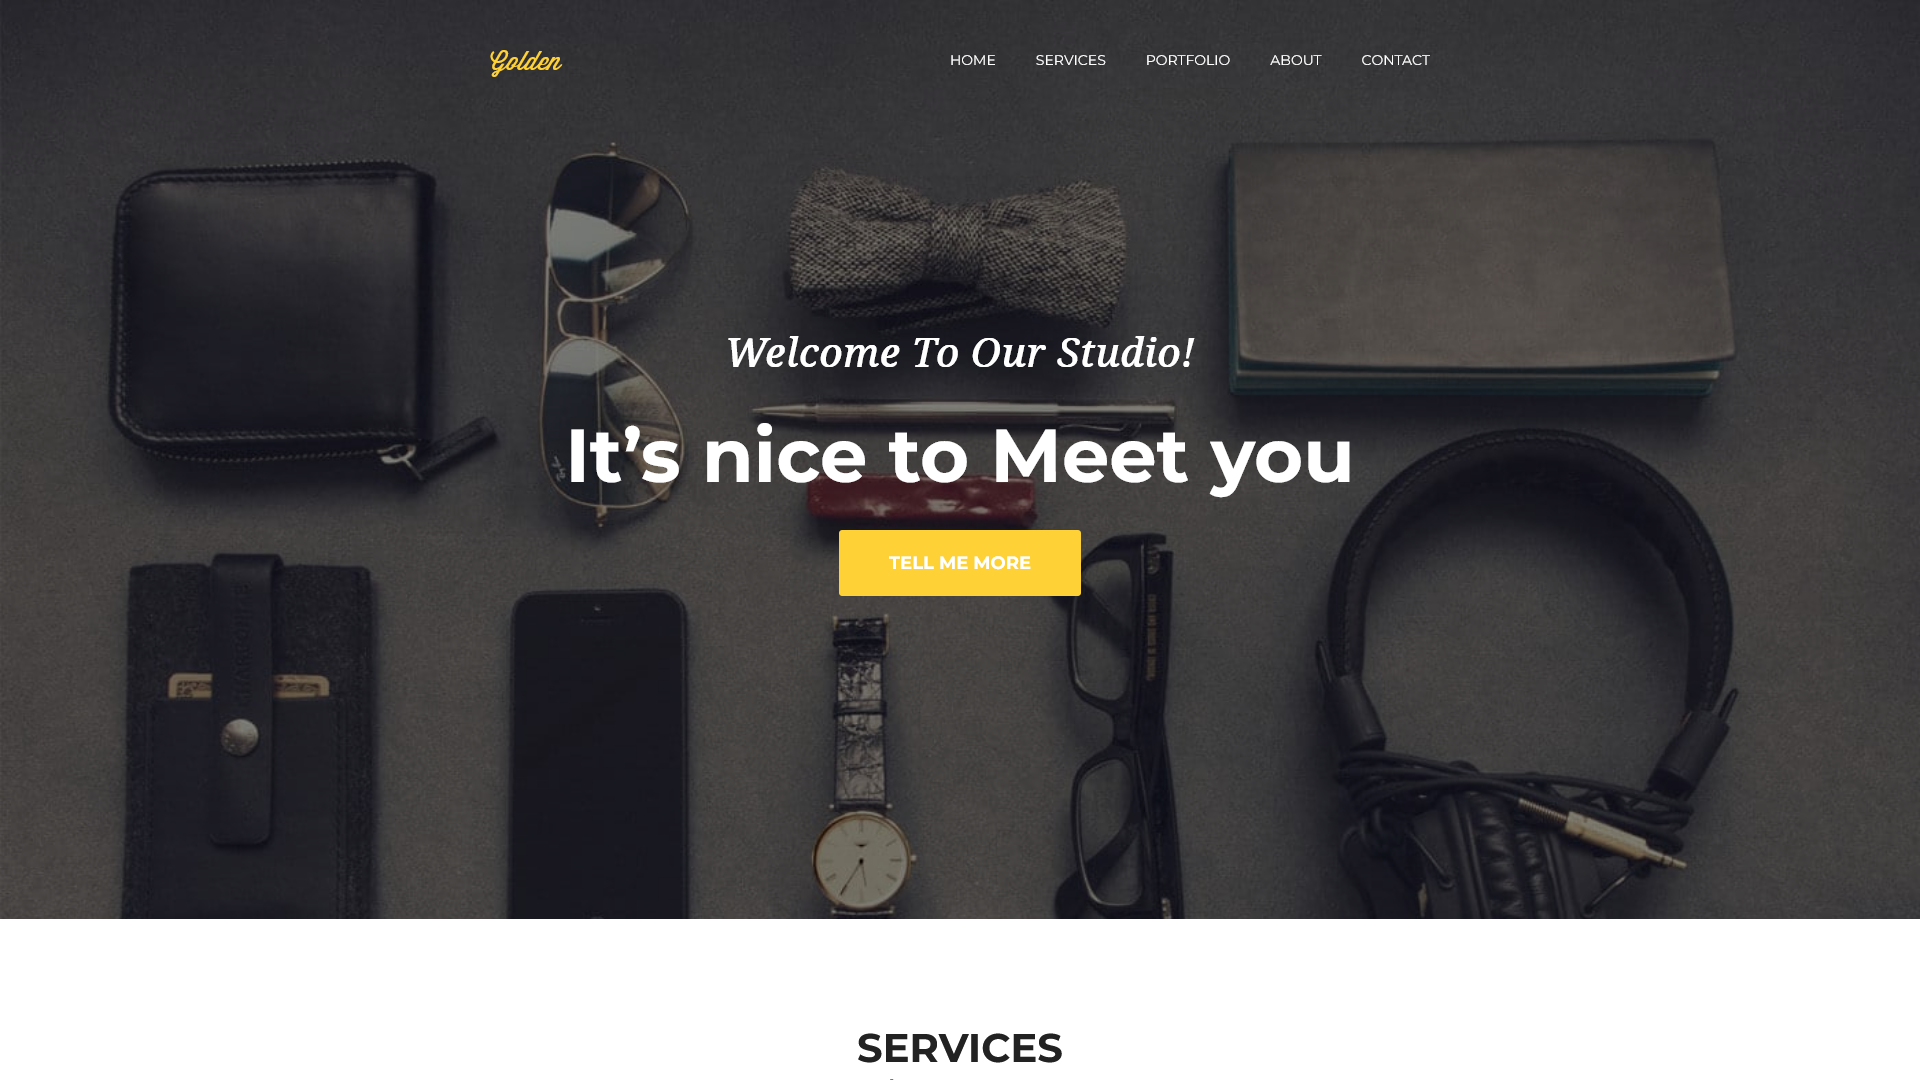 Golden
HOME SERVICES PORTFOLIO ABOUT CONTACT
Welcome To Our Studio!
It’s nice to Meet you
TELL ME MORE
SERVICES